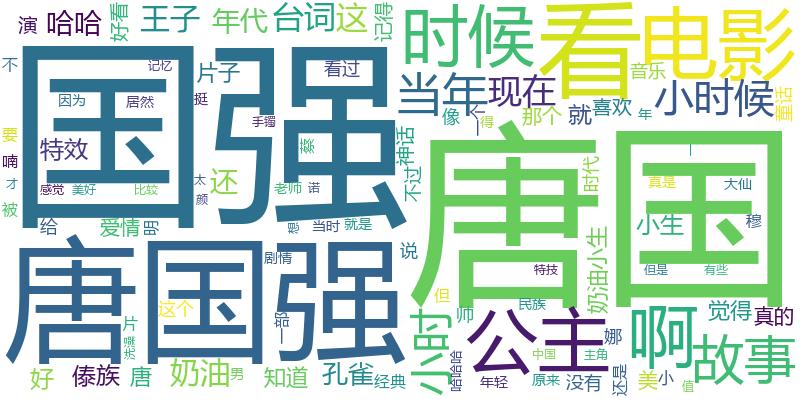 演 哈哈 好看 王子 年代 台词 这 记得 时候 看 电影
不 记忆 片子 看过 当年 现在 音乐 小时候 童话
国强 因为 居然 挺 手镯 像 一 得 那个 就 喜欢 年
要 特效 蔡 神话 唐国
喃 才 感觉 美好 比较 太 还 老师 诺 不过 时代 真是 大仙
被 颜 小生 穆
给 爱情 明 想 当时 就是 奶油小生
唐国强 剧情 说 特技 但是 有些
这个 一部 小时 但 师 民族 觉得 真的
片 洗澡 公主 娜 啊 故事
好 傣族 唐 奶油 男 知道 孔雀 经典 哈哈哈 年轻 中国 原来 主角 没有 还是 美 小 值